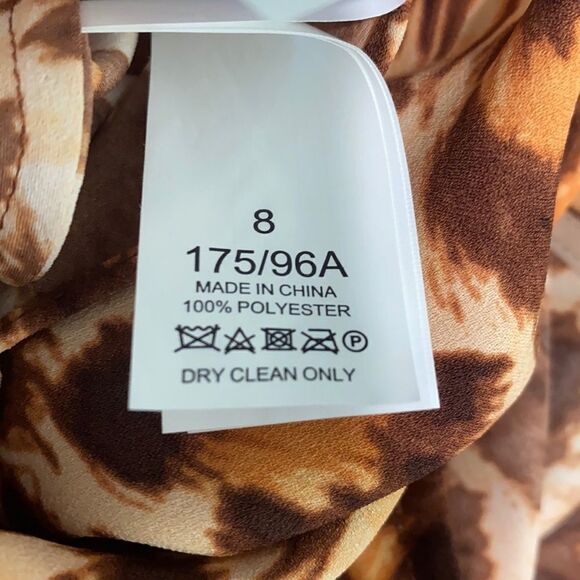 8
175/96A
MADE IN CHINA
100% POLYESTER
P
DRY CLEAN ONLY